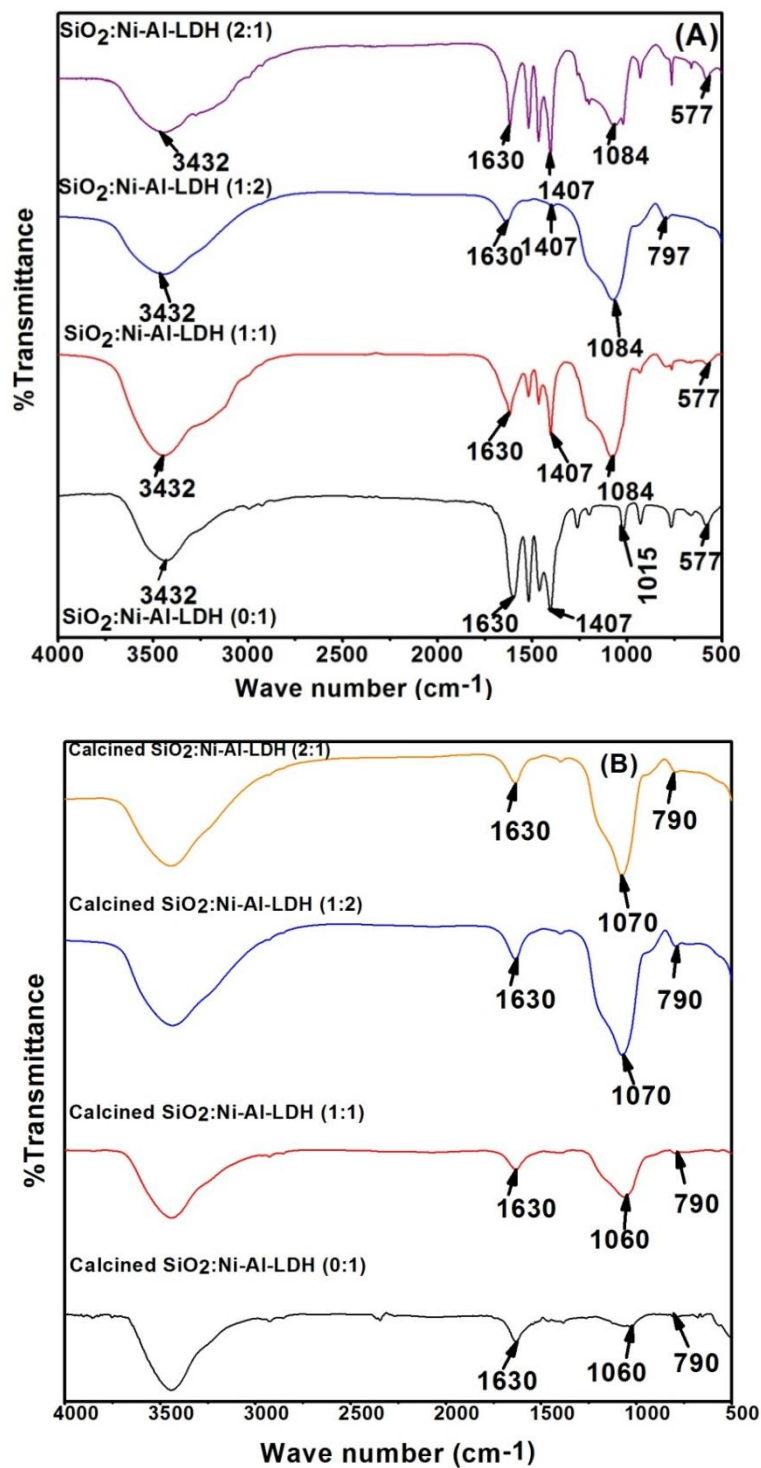 SiO2:Ni-Al-LDH (2:1)
(A)
3432
1630
1407
1084
577
SiO2:Ni-Al-LDH (1:2)
3432
1630
1407
1084
797
SiO2:Ni-Al-LDH (1:1)
3432
1630
1407
1084
577
3432
1630
1407
1015
577
SiO2:Ni-Al-LDH (0:1)
%Transmittance
4000 3500 3000 2500 2000 1500 1000 500
Wave number (cm-1)
Calcined SiO2:Ni-Al-LDH (2:1)
(B)
1630
1070
790
Calcined SiO2:Ni-Al-LDH (1:2)
1630
1070
790
Calcined SiO2:Ni-Al-LDH (1:1)
1630
1060
790
Calcined SiO2:Ni-Al-LDH (0:1)
1630
1060
790
%Transmittance
4000 3500 3000 2500 2000 1500 1000 500
Wave number (cm-1)